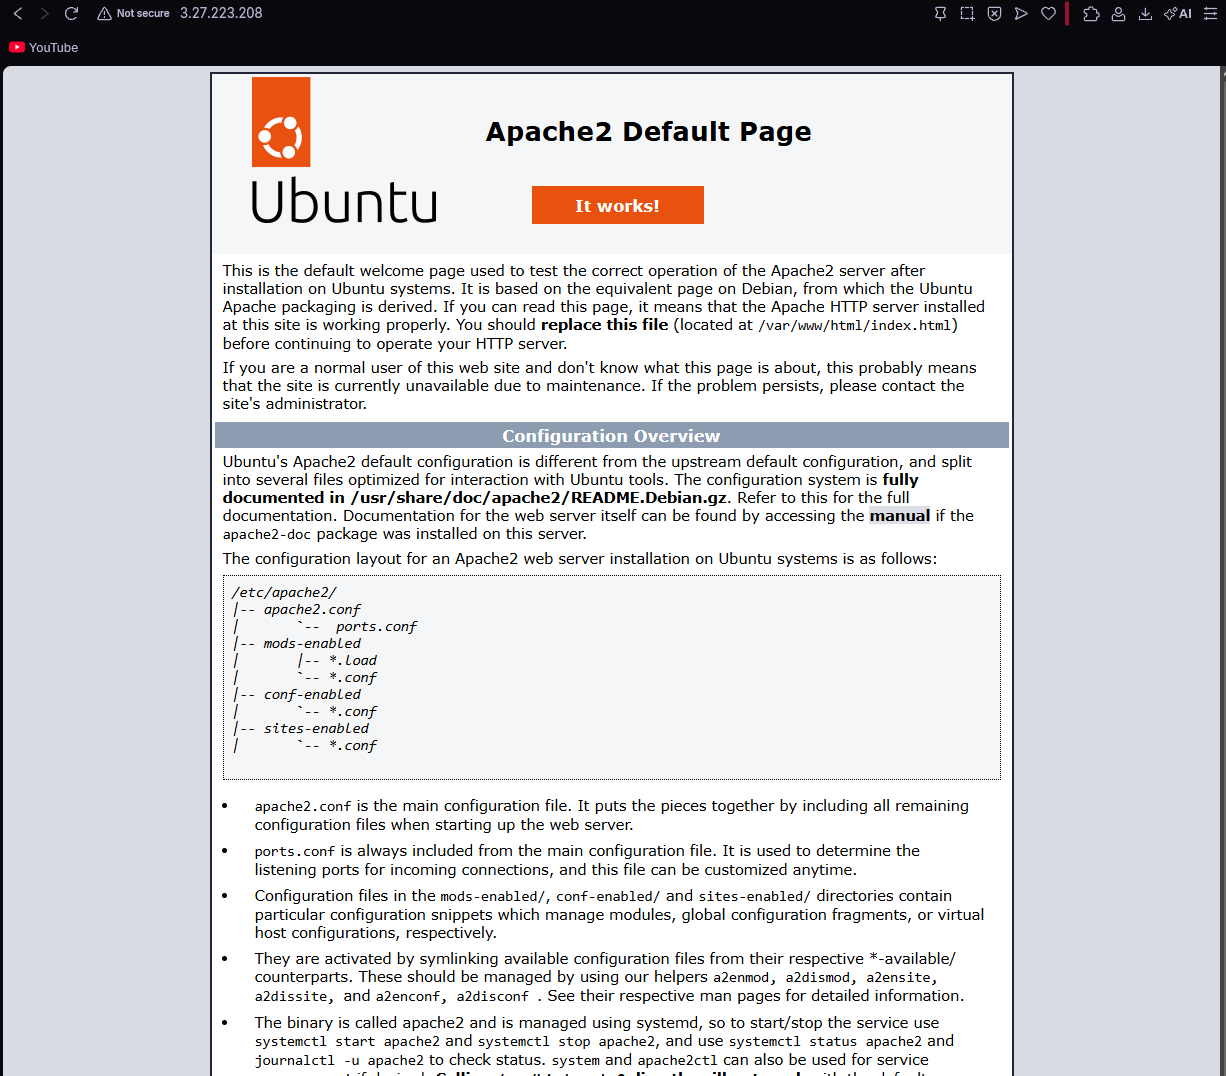 Not secure 3.27.223.208
AI
YouTube
Apache2 Default Page
Ubuntu
It works!
This is the default welcome page used to test the correct operation of the Apache2 server after
installation on Ubuntu systems. It is based on the equivalent page on Debian, from which the Ubuntu
Apache packaging is derived. If you can read this page, it means that the Apache HTTP server installed
at this site is working properly. You should replace this file (located at /var/www/html/index.html)
before continuing to operate your HTTP server.
If you are a normal user of this web site and don't know what this page is about, this probably means
that the site is currently unavailable due to maintenance. If the problem persists, please contact the
site's administrator.
Configuration Overview
Ubuntu's Apache2 default configuration is different from the upstream default configuration, and split
into several files optimized for interaction with Ubuntu tools. The configuration system is fully
documented in /usr/share/doc/apache2/README.Debian.gz. Refer to this for the full
documentation. Documentation for the web server itself can be found by accessing the manual if the
apache2-doc package was installed on this server.
The configuration layout for an Apache2 web server installation on Ubuntu systems is as follows:
/etc/apache2/
|-- apache2.conf
|       `--  ports.conf
|-- mods-enabled
|       |-- *.load
|       `-- *.conf
|-- conf-enabled
|       `-- *.conf
|-- sites-enabled
|       `-- *.conf
• apache2.conf is the main configuration file. It puts the pieces together by including all remaining
configuration files when starting up the web server.
• ports.conf is always included from the main configuration file. It is used to determine the
listening ports for incoming connections, and this file can be customized anytime.
• Configuration files in the mods-enabled/, conf-enabled/ and sites-enabled/ directories contain
particular configuration snippets which manage modules, global configuration fragments, or virtual
host configurations, respectively.
• They are activated by symlinking available configuration files from their respective *-available/
counterparts. These should be managed by using our helpers a2enmod, a2dismod, a2ensite,
a2dissite, and a2enconf, a2disconf . See their respective man pages for detailed information.
• The binary is called apache2 and is managed using systemd, so to start/stop the service use
systemctl start apache2 and systemctl stop apache2, and use systemctl status apache2 and
journalctl -u apache2 to check status. system and apache2ctl can also be used for service